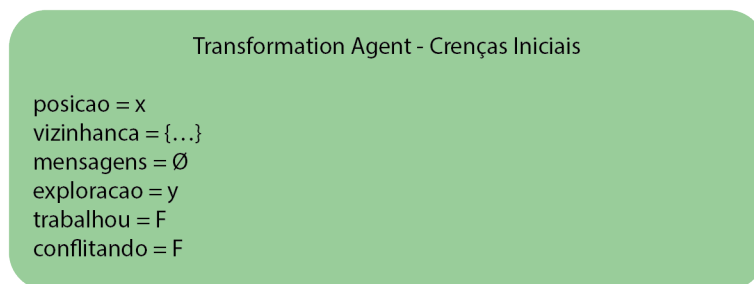 Transformation Agent - Crenças Iniciais
posicao = x
vizinhanca = {...}
mensagens = Ø
exploracao = y
trabalhou = F
conflitando = F